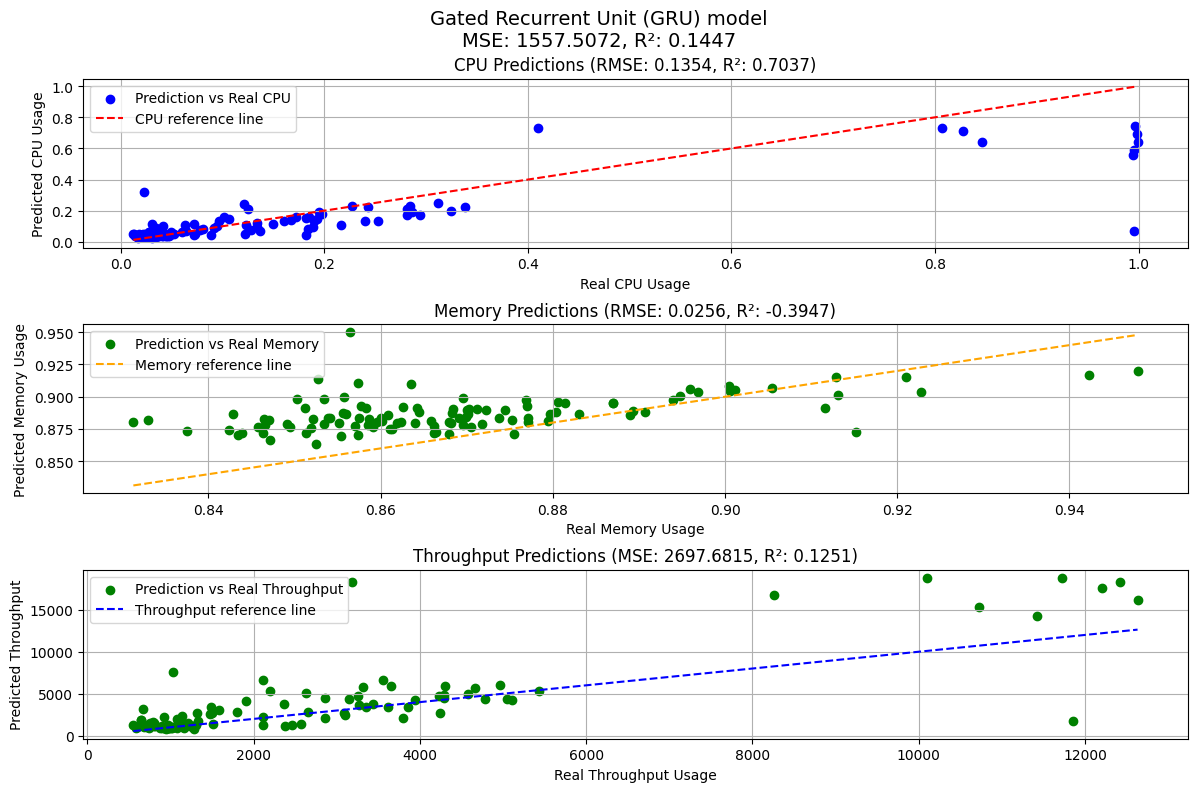 Gated Recurrent Unit (GRU) model
MSE: 1557.5072, R²: 0.1447
CPU Predictions (RMSE: 0.1354, R²: 0.7037)
Prediction vs Real CPU
CPU reference line
Predicted CPU Usage
1.0
0.8
0.6
0.4
0.2
0.0
0.0 0.2 0.4 0.6 0.8 1.0
Real CPU Usage
Memory Predictions (RMSE: 0.0256, R²: -0.3947)
Prediction vs Real Memory
Memory reference line
Predicted Memory Usage
0.950
0.925
0.900
0.875
0.850
0.84 0.86 0.88 0.90 0.92 0.94
Real Memory Usage
Throughput Predictions (MSE: 2697.6815, R²: 0.1251)
Prediction vs Real Throughput
Throughput reference line
Predicted Throughput
15000
10000
5000
0
0 2000 4000 6000 8000 10000 12000
Real Throughput Usage